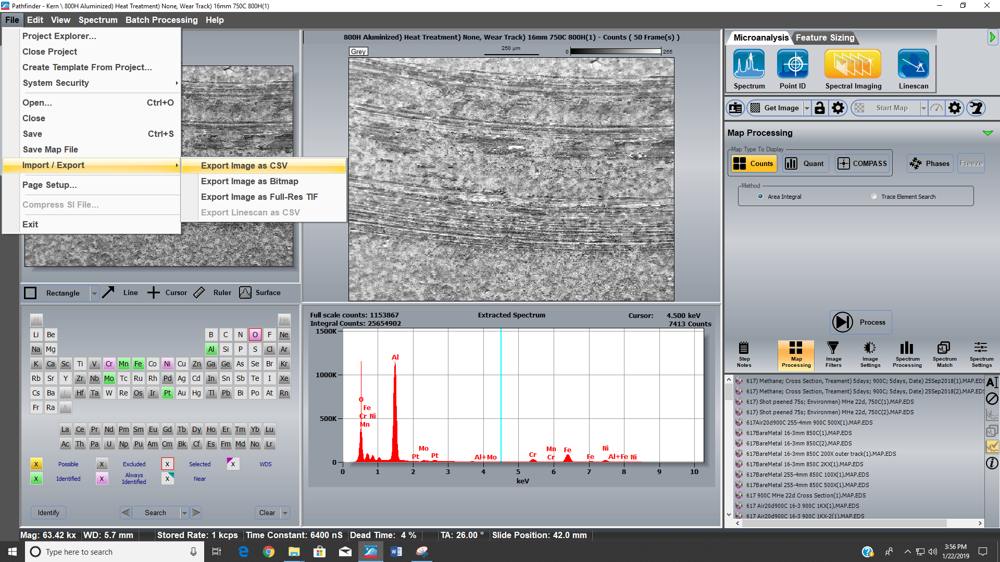 Pathfinder - Kern \ 800H Aluminized) Heat Treatment) None, Wear Track) 16mm 750C 800H(1)
File Edit View Spectrum Batch Processing Help
Project Explorer...
Close Project
Create Template From Project...
System Security
Open... Ctrl+O
Close
Save Ctrl+S
Save Map File
Import / Export
Page Setup...
Compress SI File...
Exit
Export Image as CSV
Export Image as Bitmap
Export Image as Full-Res TIF
Export Linescan as CSV
800H Aluminized) Heat Treatment) None, Wear Track) 16mm 750C 800H(1) - Counts ( 50 Frame(s) )
Grey 250 µm 0 255
Microanalysis Feature Sizing
Spectrum Point ID Spectral Imaging Linescan
Get Image Start Map
Map Processing
Map Type To Display
Counts Quant COMPASS Phases Freeze
Method
Area Integral Trace Element Search
Process
Step Notes Map Processing Image Filters Image Settings Spectrum Processing Spectrum Match Spectrum Settings
617) Methane; Cross Section, Treament) 5days; 900C; 5days, Date) 25Sep2018(1).MAP.EDS
617) Methane; Cross Section, Treament) 5days; 900C; 5days, Date) 25Sep2018(2).MAP.EDS
617) Shot peened 75s; Environmen) MHe 22d, 750C(1).MAP.EDS
617) Shot peened 75s; Environmen) MHe 22d, 750C(2).MAP.EDS
617Air20d900C 255-4mm 900C 500X(1).MAP.EDS
617BareMetal 16-3mm 850C(1).MAP.EDS
617BareMetal 16-3mm 850C(2).MAP.EDS
617BareMetal 16-3mm 850C 200X outer track(1).MAP.EDS
617BareMetal 16-3mm 850C 2KX(1).MAP.EDS
617BareMetal 255-4mm 850C 100X(1).MAP.EDS
617BareMetal 255-4mm 850C 500X(1).MAP.EDS
617 900C MHe 22d Cross Section(1).MAP.EDS
617 Air20d900C 16-3 900C 1KX(1).MAP.EDS
617 Air20d900C 16-3 900C 1KX-2(1).MAP.EDS
Rectangle Line Cursor Ruler Surface
H He
Li Be B C N O F Ne
Na Mg Al Si P S Cl Ar
K Ca Sc Ti V Cr Mn Fe Co Ni Cu Zn Ga Ge As Se Br Kr
Rb Sr Y Zr Nb Mo Tc Ru Rh Pd Ag Cd In Sn Sb Te I Xe
Cs Ba L Hf Ta W Re Os Ir Pt Au Hg Tl Pb Bi Po At Rn
Fr Ra A
La Ce Pr Nd Pm Sm Eu Gd Tb Dy Ho Er Tm Yb Lu
Ac Th Pa U Np Pu Am Cm Bk Cf Es Fm Md No Lr
X Possible X Excluded X Selected X WDS
X Identified X Always Identified X Near
Identify Search Clear
Full scale counts: 1153867 Extracted Spectrum Cursor: 4.500 keV
Integral Counts: 25654902 7413 Counts
1500K
1000K
500K
0
Al
O
Fe
Cr Ni
Mn
Mo
Pt Pt
Al+Mo
Cr
Mn
Cr
Fe
Fe
Ni
Al+Fe Ni
0 1 2 3 4 5 6 7 8 9 10
keV
Mag: 63.42 kx WD: 5.7 mm Stored Rate: 1 kcps Time Constant: 6400 nS Dead Time: 4 % TA: 26.00 ° Slide Position: 42.0 mm
Type here to search
3:56 PM
1/22/2019